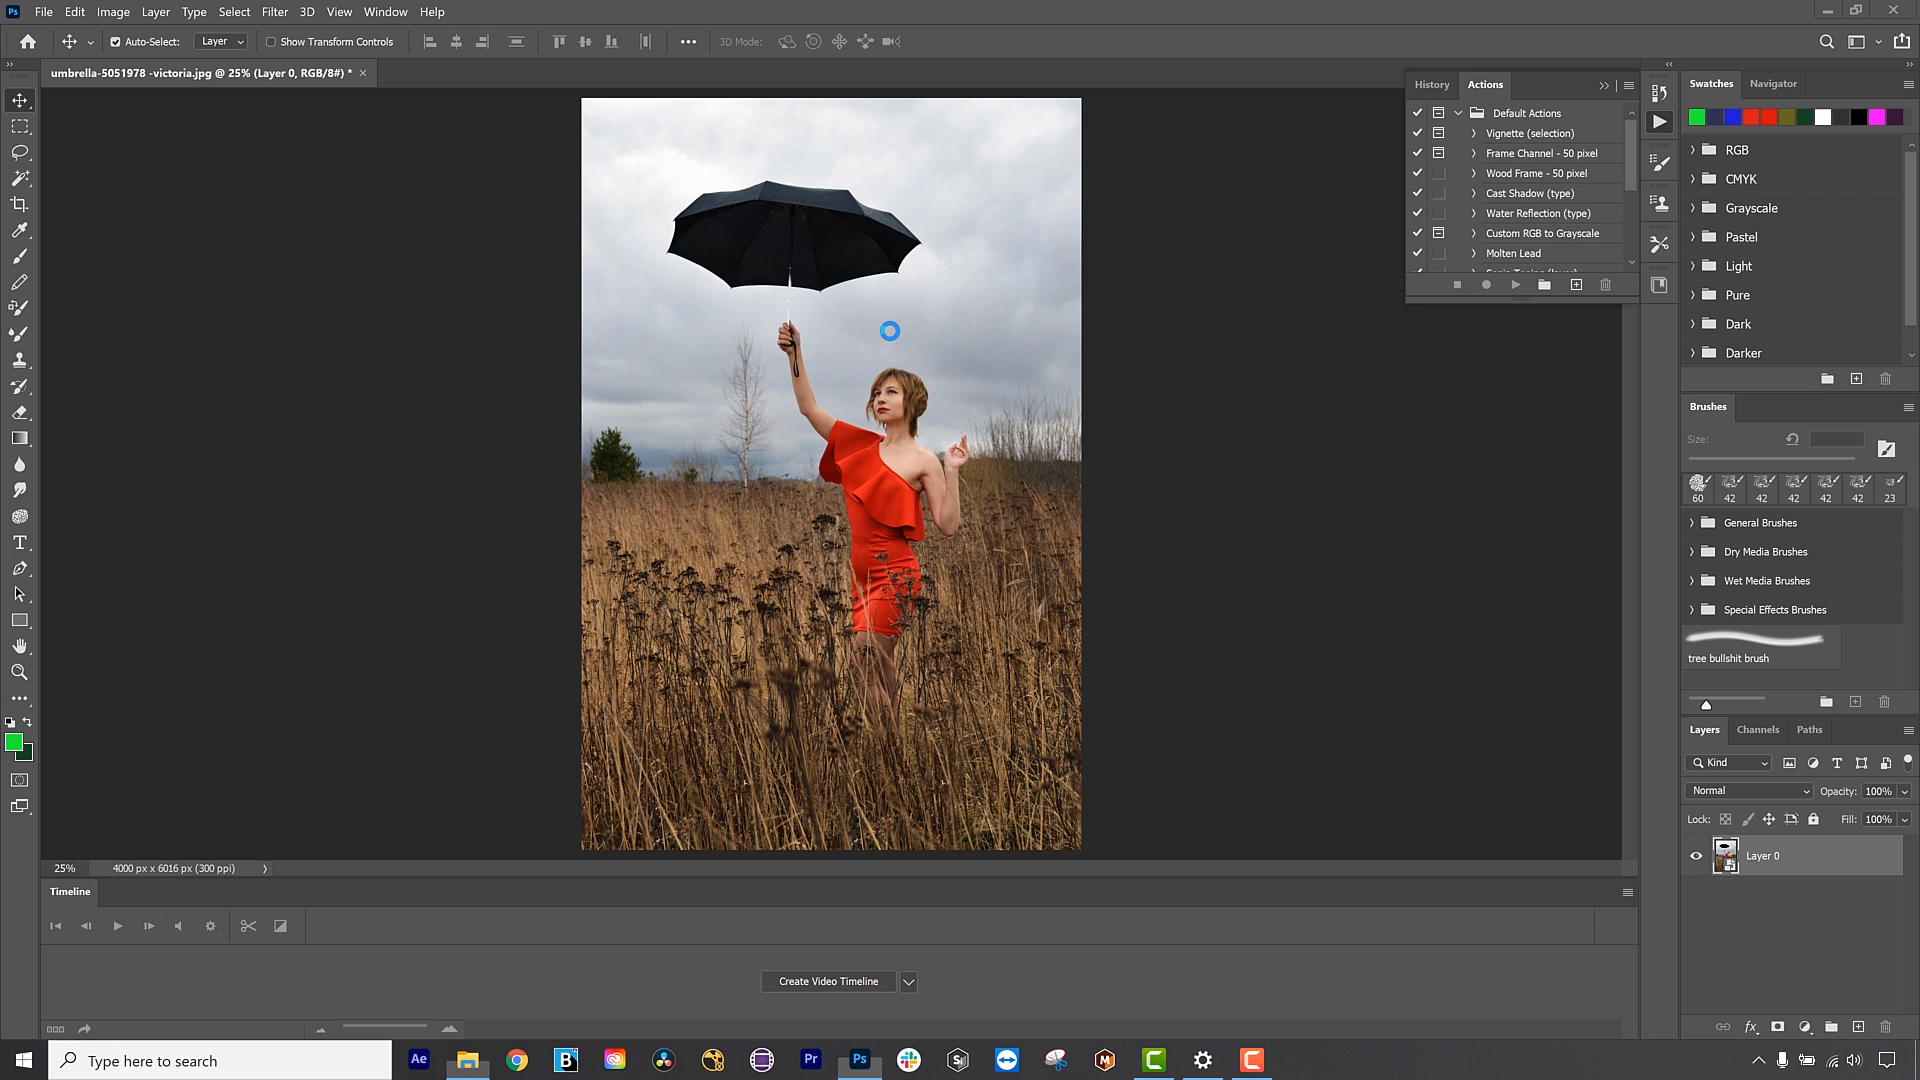 Ps File Edit Image Layer Type Select Filter 3D View Window Help
Auto-Select: Layer Show Transform Controls 3D Mode:
umbrella-5051978 -victoria.jpg @ 25% (Layer 0, RGB/8#) * ×
History Actions
Default Actions
Vignette (selection)
Frame Channel - 50 pixel
Wood Frame - 50 pixel
Cast Shadow (type)
Water Reflection (type)
Custom RGB to Grayscale
Molten Lead
Swatches Navigator
RGB
CMYK
Grayscale
Pastel
Light
Pure
Dark
Darker
Brushes
Size:
60 42 42 42 42 42 23
General Brushes
Dry Media Brushes
Wet Media Brushes
Special Effects Brushes
tree bullshit brush
Layers Channels Paths
Kind
Normal Opacity: 100%
Lock: Fill: 100%
Layer 0
fx
25% 4000 px x 6016 px (300 ppi)
Timeline
Create Video Timeline
Type here to search
Ae B Pr Ps Si M C C